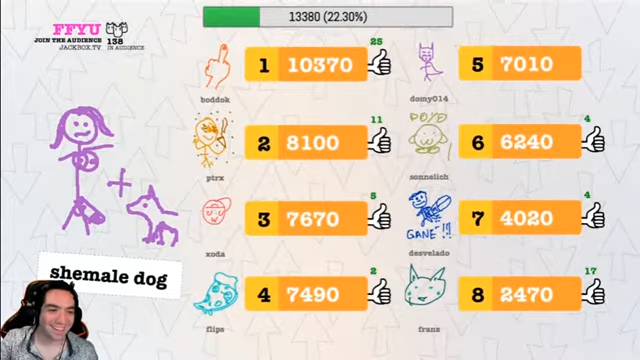 FFYU
JOIN THE AUDIENCE
JACKBOX.TV
138
IN AUDIENCE
13380 (22.30%)
shemale dog
1 10370
25
boddok
2 8100
11
ptrx
3 7670
5
xoda
4 7490
2
flips
5 7010
domy014
POYO
6 6240
4
sonnelich
GANE"!!
7 4020
4
desvelado
8 2470
17
franz